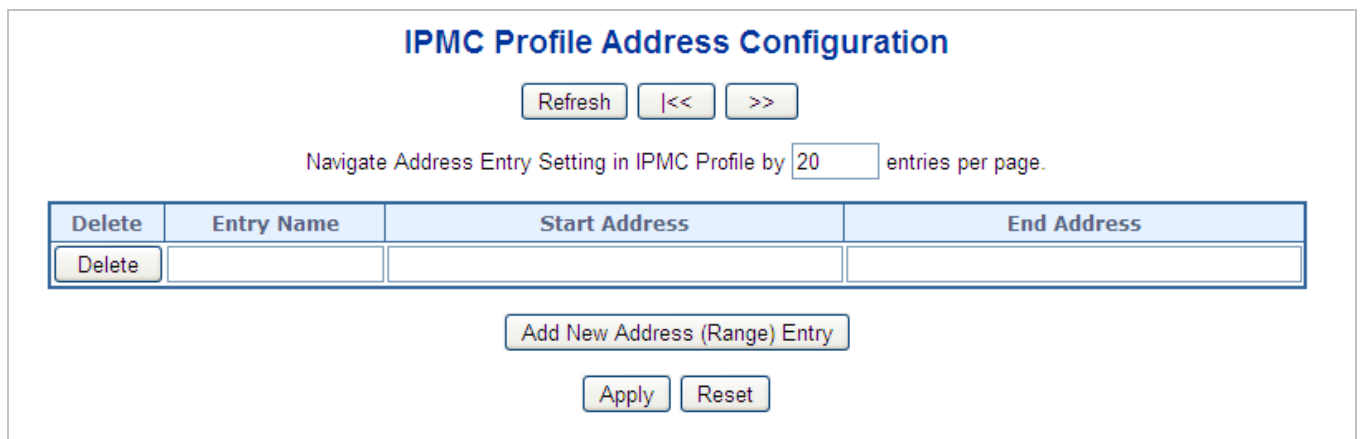 IPMC Profile Address Configuration
Refresh |<< >>
Navigate Address Entry Setting in IPMC Profile by 20 entries per page.
Delete Entry Name Start Address End Address
Delete
Add New Address (Range) Entry
Apply Reset